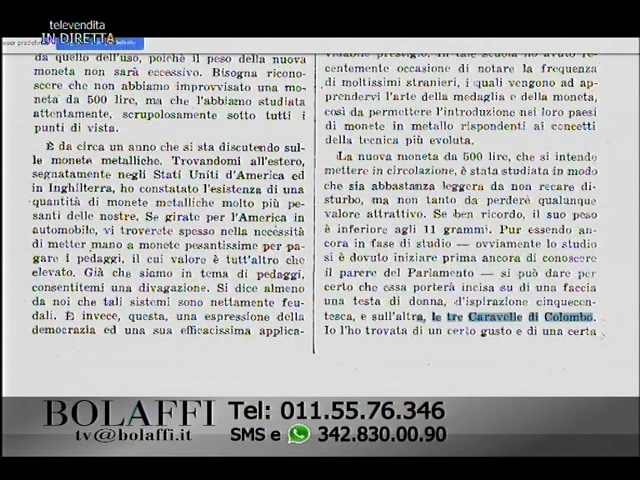 televendita
IN DIRETTA
da quello dell'uso, poichè il peso della nuova
moneta non sarà eccessivo. Bisogna ricono-
scere che non abbiamo improvvisato una mo-
neta da 500 lire, ma che l'abbiamo studiata
attentamente, scrupolosamente sotto tutti i
punti di vista.
È da circa un anno che si sta discutendo sul-
le monete metalliche. Trovandomi all'estero,
segnatamente negli Stati Uniti d'America ed
in Inghilterra, ho constatato l'esistenza di una
quantità di monete metalliche molto più pe-
santi delle nostre. Se girate per l'America in
automobile, vi troverete spesso nella necessità
di metter mano a monete pesantissime per pa-
gare i pedaggi, il cui valore è tutt'altro che
elevato. Già che siamo in tema di pedaggi,
consentitemi una divagazione. Si dice almeno
da noi che tali sistemi sono nettamente feu-
dali. È invece, questa, una espressione della
democrazia ed una sua efficacissima applica-
vidiabile prestigio. In tale scuola ho avuto re-
centemente occasione di notare la frequenza
di moltissimi stranieri, i quali vengono ad ap-
prendervi l'arte della medaglia e della moneta,
così da permettere l'introduzione nei loro paesi
di monete in metallo rispondenti ai concetti
della tecnica più evoluta.
La nuova moneta da 500 lire, che si intende
mettere in circolazione, è stata studiata in modo
che sia abbastanza leggera da non recare di-
sturbo, ma non tanto da perdere qualunque
valore attrattivo. Se ben ricordo, il suo peso
è inferiore agli 11 grammi. Pur essendo an-
cora in fase di studio — ovviamente lo studio
si è dovuto iniziare prima ancora di conoscere
il parere del Parlamento — si può dare per
certo che essa porterà incisa su di una faccia
una testa di donna, d'ispirazione cinquecen-
tesca, e sull'altra, le tre Caravelle di Colombo.
Io l'ho trovata di un certo gusto e di una certa
BOLAFFI
tv@bolaffi.it
Tel: 011.55.76.346
SMS e 342.830.00.90